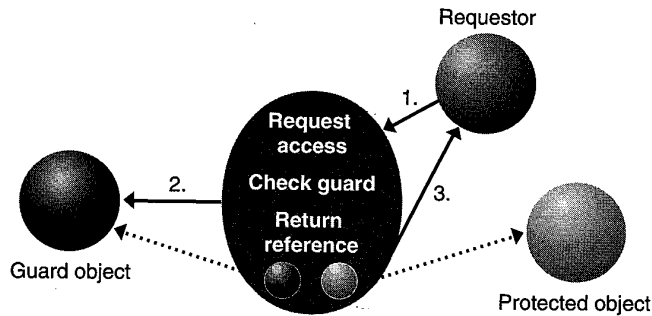 Requestor
1.
Request
access
Check guard
Return
reference
2.
3.
Guard object
Protected object